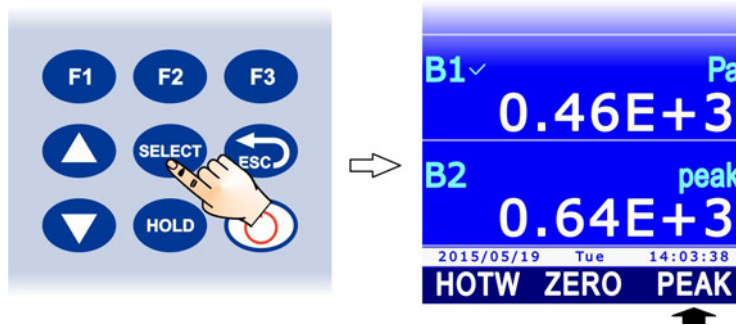 F1 F2 F3
SELECT ESC
HOLD
B1 Pa
0.46E+3
B2 peak
0.64E+3
2015/05/19 Tue 14:03:38
HOTW ZERO PEAK